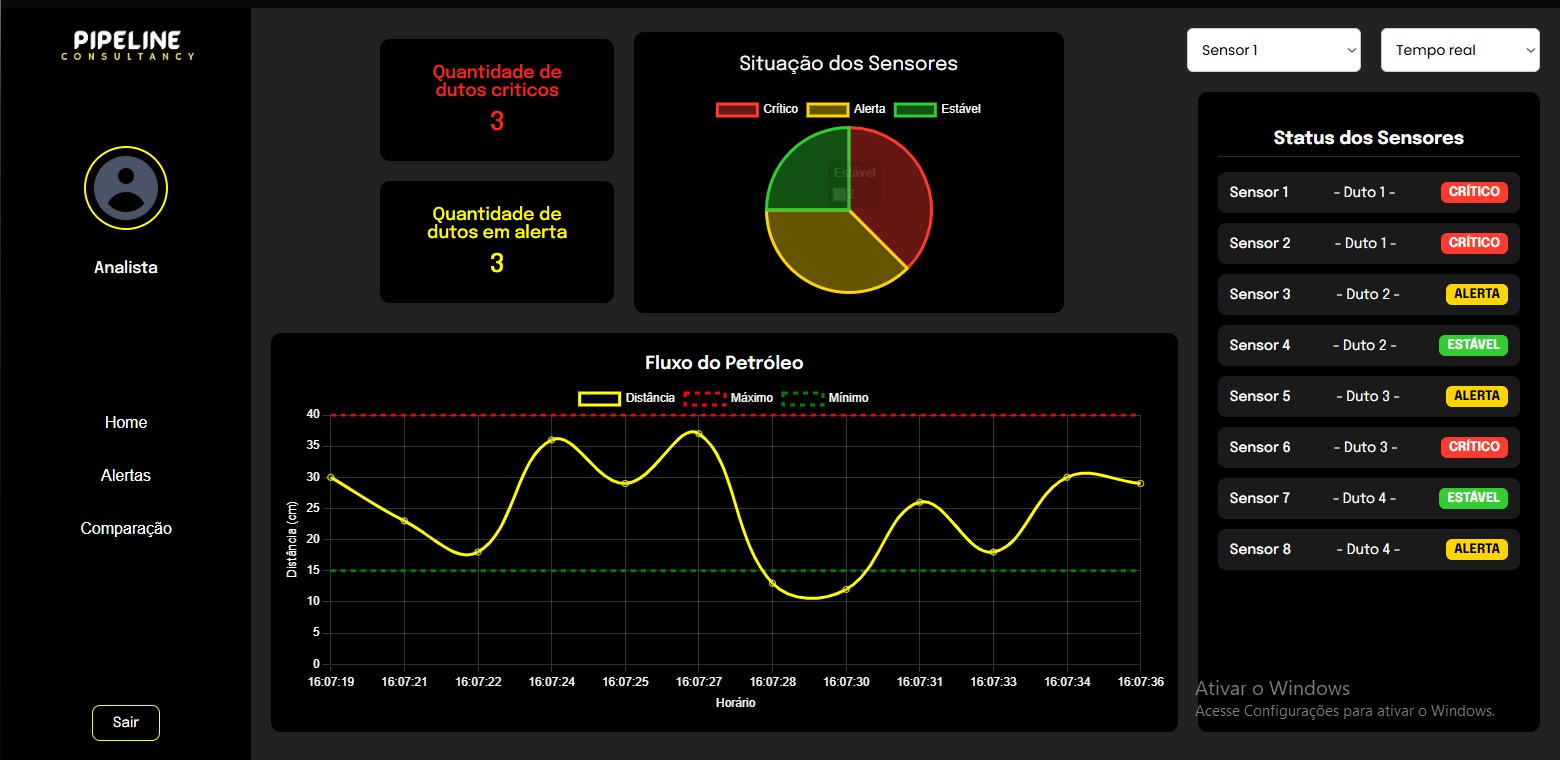 PIPELINE
CONSULTANCY
Analista
Home
Alertas
Comparação
Sair
Quantidade de
dutos criticos
3
Quantidade de
dutos em alerta
3
Situação dos Sensores
Crítico Alerta Estável
Estável
2
Sensor 1
Tempo real
Status dos Sensores
Sensor 1 - Duto 1 - CRÍTICO
Sensor 2 - Duto 1 - CRÍTICO
Sensor 3 - Duto 2 - ALERTA
Sensor 4 - Duto 2 - ESTÁVEL
Sensor 5 - Duto 3 - ALERTA
Sensor 6 - Duto 3 - CRÍTICO
Sensor 7 - Duto 4 - ESTÁVEL
Sensor 8 - Duto 4 - ALERTA
Fluxo do Petróleo
Distância Máximo Mínimo
Distância (cm)
40
35
30
25
20
15
10
5
0
16:07:19 16:07:21 16:07:22 16:07:24 16:07:25 16:07:27 16:07:28 16:07:30 16:07:31 16:07:33 16:07:34 16:07:36
Horário
Ativar o Windows
Acesse Configurações para ativar o Windows.